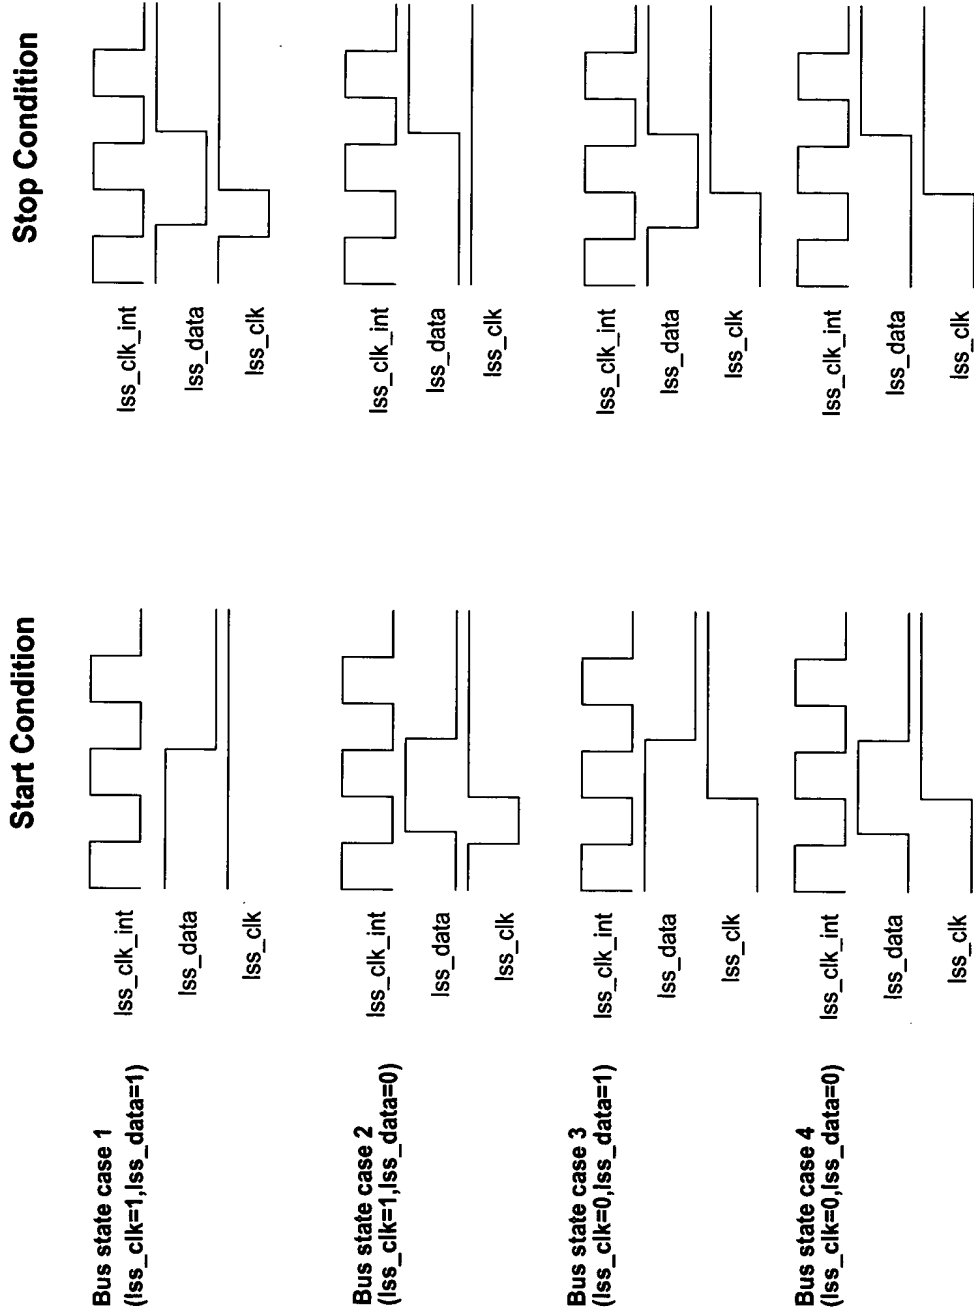 Start Condition
Stop Condition
Bus state case 1
(lss_clk=1,lss_data=1)
lss_clk_int
lss_data
lss_clk
lss_clk_int
lss_data
lss_clk
Bus state case 2
(lss_clk=1,lss_data=0)
lss_clk_int
lss_data
lss_clk
lss_clk_int
lss_data
lss_clk
Bus state case 3
(lss_clk=0,lss_data=1)
lss_clk_int
lss_data
lss_clk
lss_clk_int
lss_data
lss_clk
Bus state case 4
(lss_clk=0,lss_data=0)
lss_clk_int
lss_data
lss_clk
lss_clk_int
lss_data
lss_clk